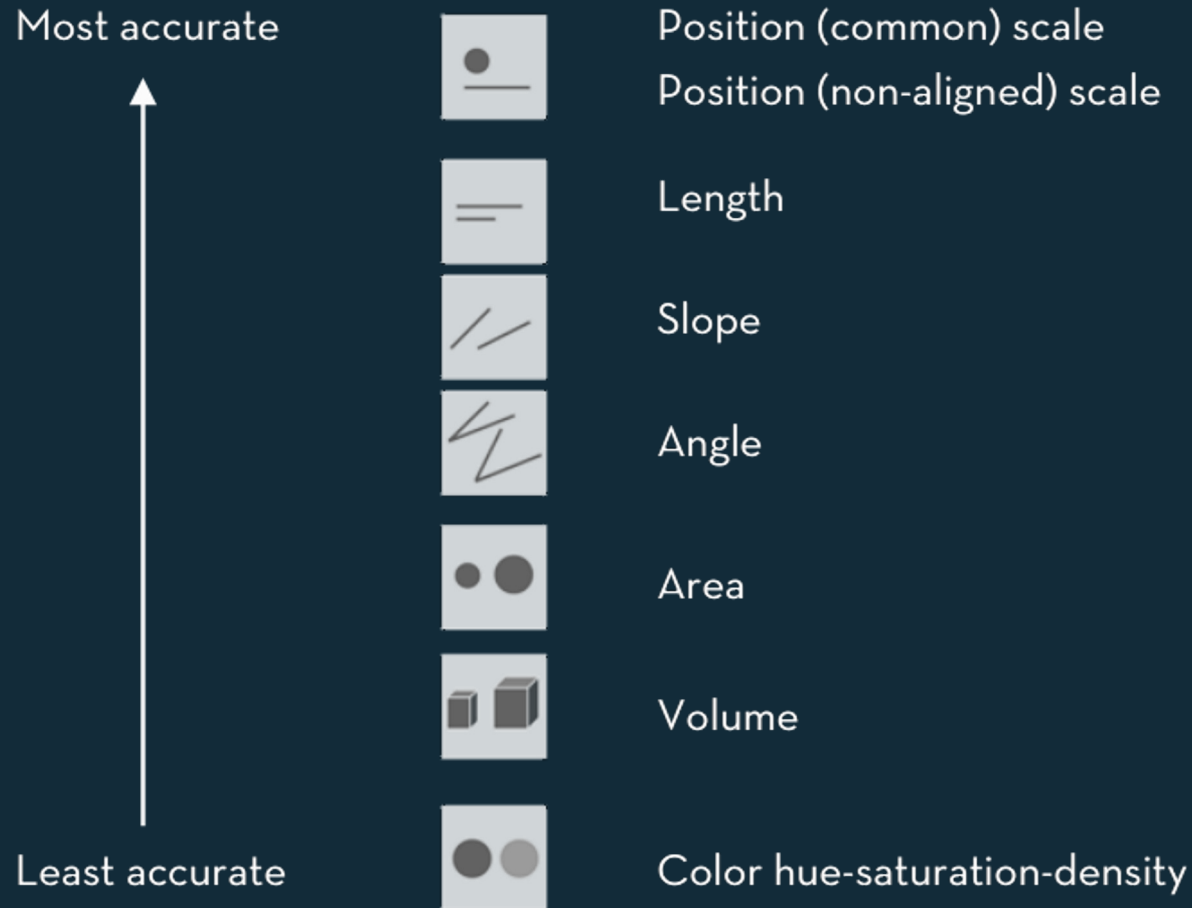 Most accurate
Position (common) scale
Position (non-aligned) scale
Length
Slope
Angle
Area
Volume
Least accurate
Color hue-saturation-density